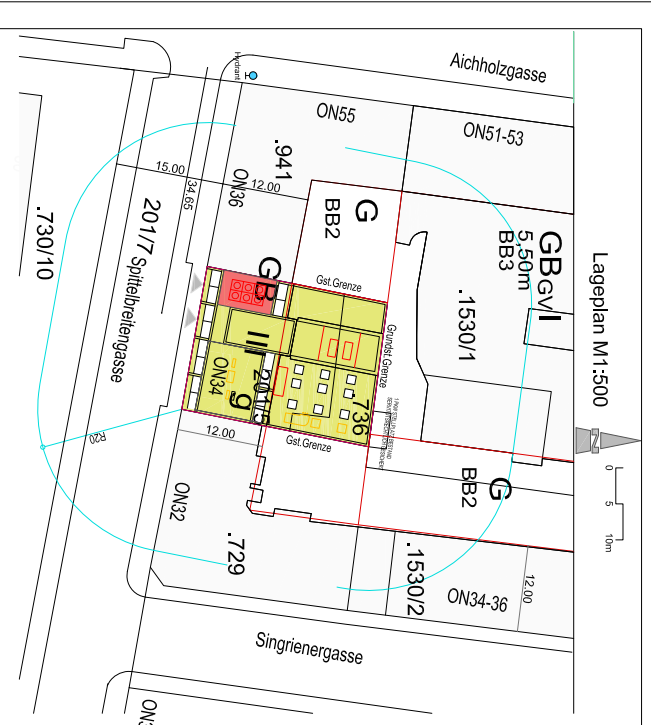 Lageplan M1:500
0 5 10m
N
Aichholzgasse
Hydrant
ON55
ON51-53
.941
ON36
12.00
15.00
34.65
G
BB2
GBGVI
5,50m
BB3
.1530/1
.730/10
201/7 Spittelbreitengasse
GB
III
g
201/5
ON34
.736
Gst.Grenze
Grundst.Grenze
Gst.Grenze
12.00
R20
G
BB2
ON32
.729
.1530/2
ON34-36
12.00
Singrienergasse